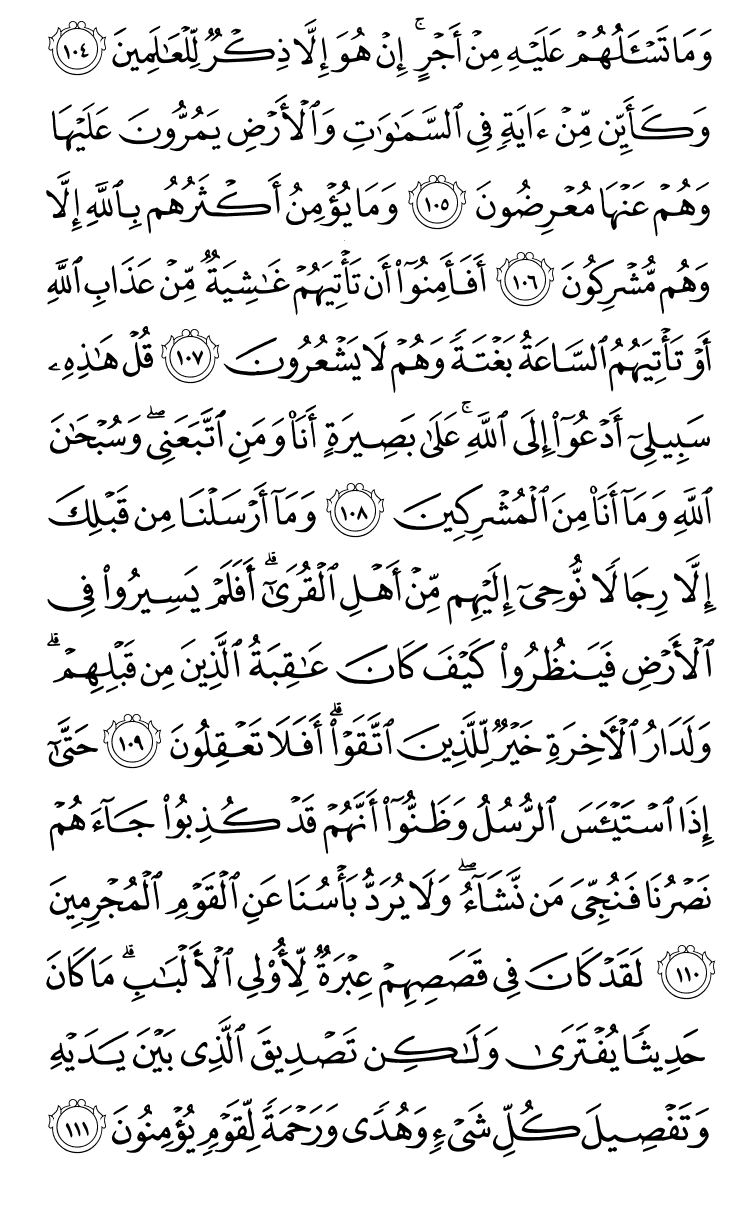 وَمَا تَسْـَٔلُهُمْ عَلَيْهِ مِنْ أَجْرٍ ۚ إِنْ هُوَ إِلَّا ذِكْرٌ لِّلْعَـٰلَمِينَ ١٠٤
وَكَأَيِّن مِّنْ ءَايَةٍ فِى ٱلسَّمَـٰوَٰتِ وَٱلْأَرْضِ يَمُرُّونَ عَلَيْهَا
وَهُمْ عَنْهَا مُعْرِضُونَ ١٠٥ وَمَا يُؤْمِنُ أَكْثَرُهُم بِٱللَّهِ إِلَّا
وَهُم مُّشْرِكُونَ ١٠٦ أَفَأَمِنُوٓا۟ أَن تَأْتِيَهُمْ غَـٰشِيَةٌ مِّنْ عَذَابِ ٱللَّهِ
أَوْ تَأْتِيَهُمُ ٱلسَّاعَةُ بَغْتَةً وَهُمْ لَا يَشْعُرُونَ ١٠٧ قُلْ هَـٰذِهِۦ
سَبِيلِىٓ أَدْعُوٓا۟ إِلَى ٱللَّهِ ۚ عَلَىٰ بَصِيرَةٍ أَنَا۠ وَمَنِ ٱتَّبَعَنِى ۖ وَسُبْحَـٰنَ
ٱللَّهِ وَمَآ أَنَا۠ مِنَ ٱلْمُشْرِكِينَ ١٠٨ وَمَآ أَرْسَلْنَا مِن قَبْلِكَ
إِلَّا رِجَالًا نُّوحِىٓ إِلَيْهِم مِّنْ أَهْلِ ٱلْقُرَىٰٓ ۗ أَفَلَمْ يَسِيرُوا۟ فِى
ٱلْأَرْضِ فَيَنظُرُوا۟ كَيْفَ كَانَ عَـٰقِبَةُ ٱلَّذِينَ مِن قَبْلِهِمْ ۗ
وَلَدَارُ ٱلْـَٔاخِرَةِ خَيْرٌ لِّلَّذِينَ ٱتَّقَوْا۟ ۗ أَفَلَا تَعْقِلُونَ ١٠٩ حَتَّىٰٓ
إِذَا ٱسْتَيْـَٔسَ ٱلرُّسُلُ وَظَنُّوٓا۟ أَنَّهُمْ قَدْ كُذِبُوا۟ جَآءَهُمْ
نَصْرُنَا فَنُجِّىَ مَن نَّشَآءُ ۖ وَلَا يُرَدُّ بَأْسُنَا عَنِ ٱلْقَوْمِ ٱلْمُجْرِمِينَ
١١٠ لَقَدْ كَانَ فِى قَصَصِهِمْ عِبْرَةٌ لِّأُو۟لِى ٱلْأَلْبَـٰبِ ۗ مَا كَانَ
حَدِيثًا يُفْتَرَىٰ وَلَـٰكِن تَصْدِيقَ ٱلَّذِى بَيْنَ يَدَيْهِ
وَتَفْصِيلَ كُلِّ شَىْءٍ وَهُدًى وَرَحْمَةً لِّقَوْمٍ يُؤْمِنُونَ ١١١